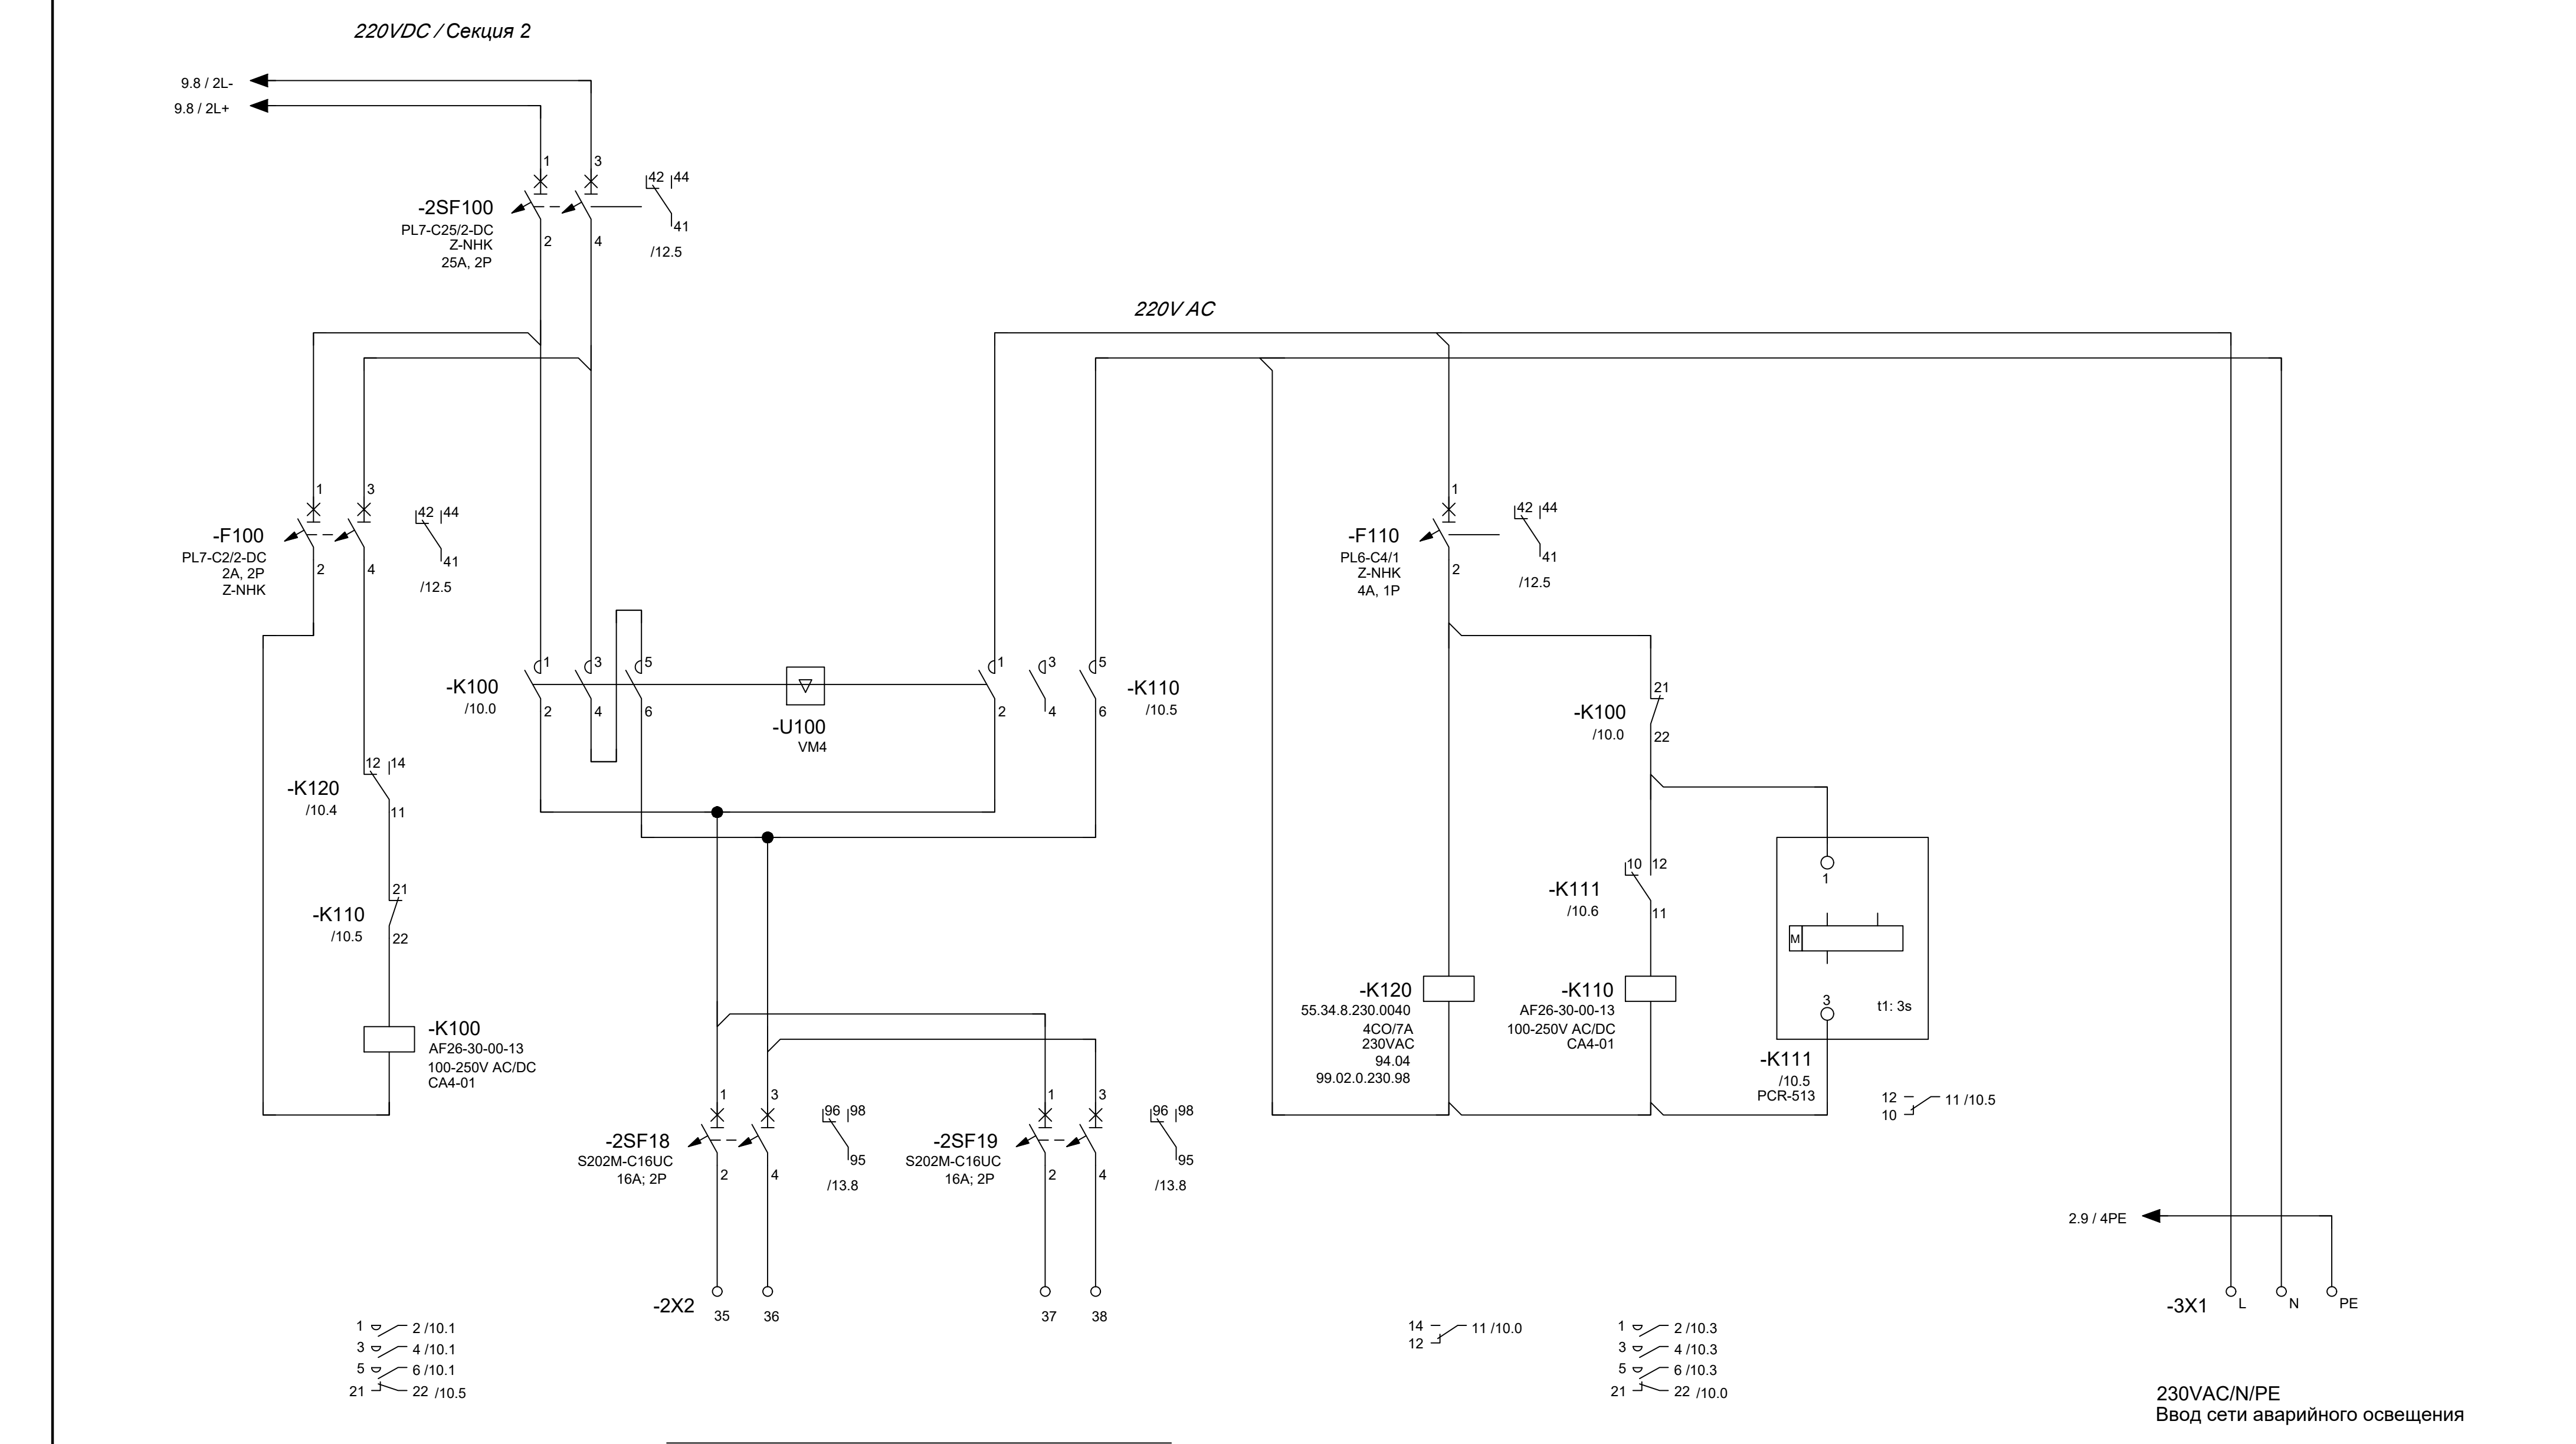 220VDC / Секция 2
9.8 / 2L-
9.8 / 2L+
1
3
42
44
-2SF100
PL7-C25/2-DC
Z-NHK
25A, 2P
2
4
41
/12.5
220V AC
1
3
42
44
-F100
PL7-C2/2-DC
2A, 2P
Z-NHK
2
4
41
/12.5
1
42
44
-F110
PL6-C4/1
Z-NHK
4A, 1P
2
41
/12.5
-K100
/10.0
1
3
5
2
4
6
-U100
VM4
1
3
5
2
4
6
-K110
/10.5
-K100
/10.0
21
22
-K120
/10.4
12
14
11
-K110
/10.5
21
22
-K111
/10.6
10
12
11
1
M
3
t1: 3s
-K111
/10.5
PCR-513
12
10
11 /10.5
-K100
AF26-30-00-13
100-250V AC/DC
CA4-01
-K120
55.34.8.230.0040
4CO/7A
230VAC
94.04
99.02.0.230.98
-K110
AF26-30-00-13
100-250V AC/DC
CA4-01
1
3
96
98
-2SF18
S202M-C16UC
16A; 2P
2
4
95
/13.8
1
3
96
98
-2SF19
S202M-C16UC
16A; 2P
2
4
95
/13.8
2.9 / 4PE
-2X2
35
36
37
38
-3X1
L
N
PE
1
2 /10.1
3
4 /10.1
5
6 /10.1
21
22 /10.5
14
12
11 /10.0
1
2 /10.3
3
4 /10.3
5
6 /10.3
21
22 /10.0
230VAC/N/PE
Ввод сети аварийного освещения